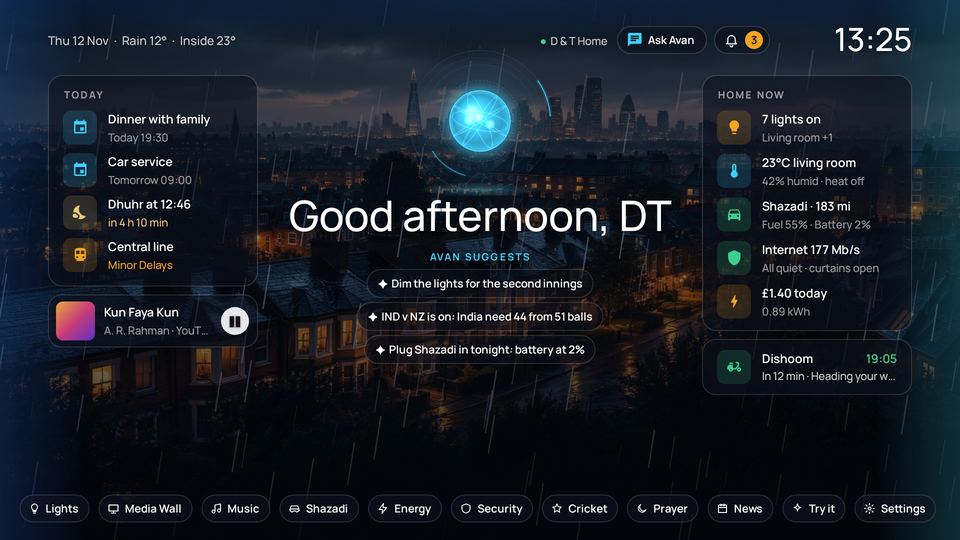 Thu 12 Nov · Rain 12° · Inside 23°
D & T Home
Ask Avan
3
13:25
TODAY
Dinner with family
Today 19:30
Car service
Tomorrow 09:00
Dhuhr at 12:46
in 4 h 10 min
Central line
Minor Delays
Kun Faya Kun
A. R. Rahman · YouT…
Good afternoon, DT
AVAN SUGGESTS
Dim the lights for the second innings
IND v NZ is on: India need 44 from 51 balls
Plug Shazadi in tonight: battery at 2%
HOME NOW
7 lights on
Living room +1
23°C living room
42% humid · heat off
Shazadi · 183 mi
Fuel 55% · Battery 2%
Internet 177 Mb/s
All quiet · curtains open
£1.40 today
0.89 kWh
Dishoom 19:05
In 12 min · Heading your w…
Lights
Media Wall
Music
Shazadi
Energy
Security
Cricket
Prayer
News
Try it
Settings